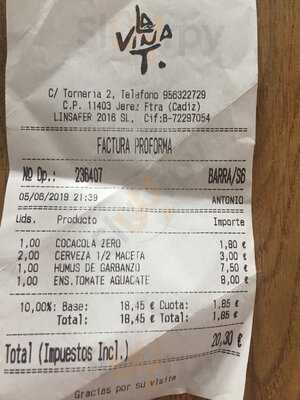 LA
VIÑA
T.
C/ Torneria 2, Telefono 956322729
C.P. 11403 Jerez Ftra (Cadiz)
LINSAFER 2016 SL, Cif:B-72297054
FACTURA PROFORMA
Nº Op.: 236407 BARRA/S6
05/06/2019 21:39 ANTONIO
Uds. Producto Importe
1,00 COCACOLA ZERO 1,80 €
2,00 CERVEZA 1/2 MACETA 3,00 €
1,00 HUMUS DE GARBANZO 7,50 €
1,00 ENS.TOMATE AGUACATE 8,00 €
10,00%: Base: 18,45 € Cuota: 1,85 €
Total: 18,45 € Total: 1,85 €
Total (Impuestos Incl.) 20,30 €
Gracias por su visita